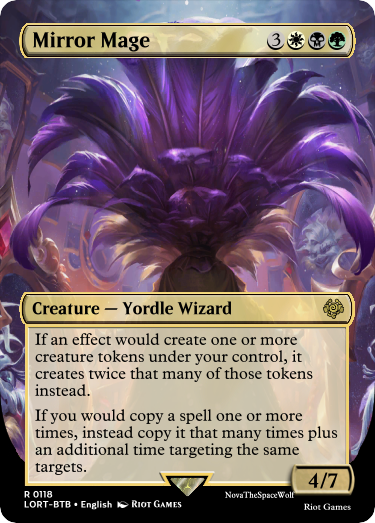 Mirror Mage 3
Creature — Yordle Wizard
If an effect would create one or more
creature tokens under your control, it
creates twice that many of those tokens
instead.
If you would copy a spell one or more
times, instead copy it that many times plus
an additional time targeting the same
targets.
4/7
R 0118
LORT-BTB • English Riot Games
NovaTheSpaceWolf
Riot Games